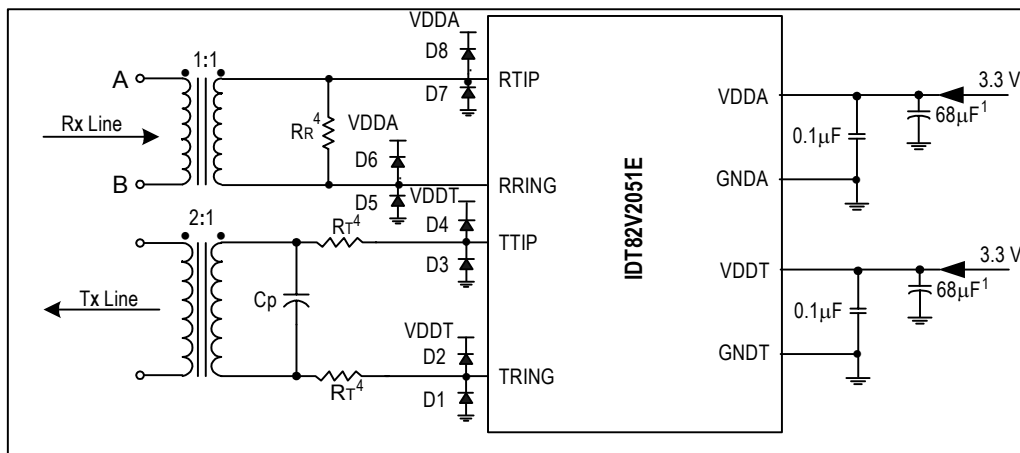 VDDA
D8
1:1
A
RTIP
D7
VDDA
3.3 V
Rx Line
RR4
VDDA
68µF1
D6
0.1µF
B
RRING
GNDA
D5
VDDT
2:1
D4
RT4
TTIP
IDT82V2051E
D3
VDDT
3.3 V
Cp
68µF1
Tx Line
0.1µF
VDDT
D2
GNDT
TRING
RT4
D1